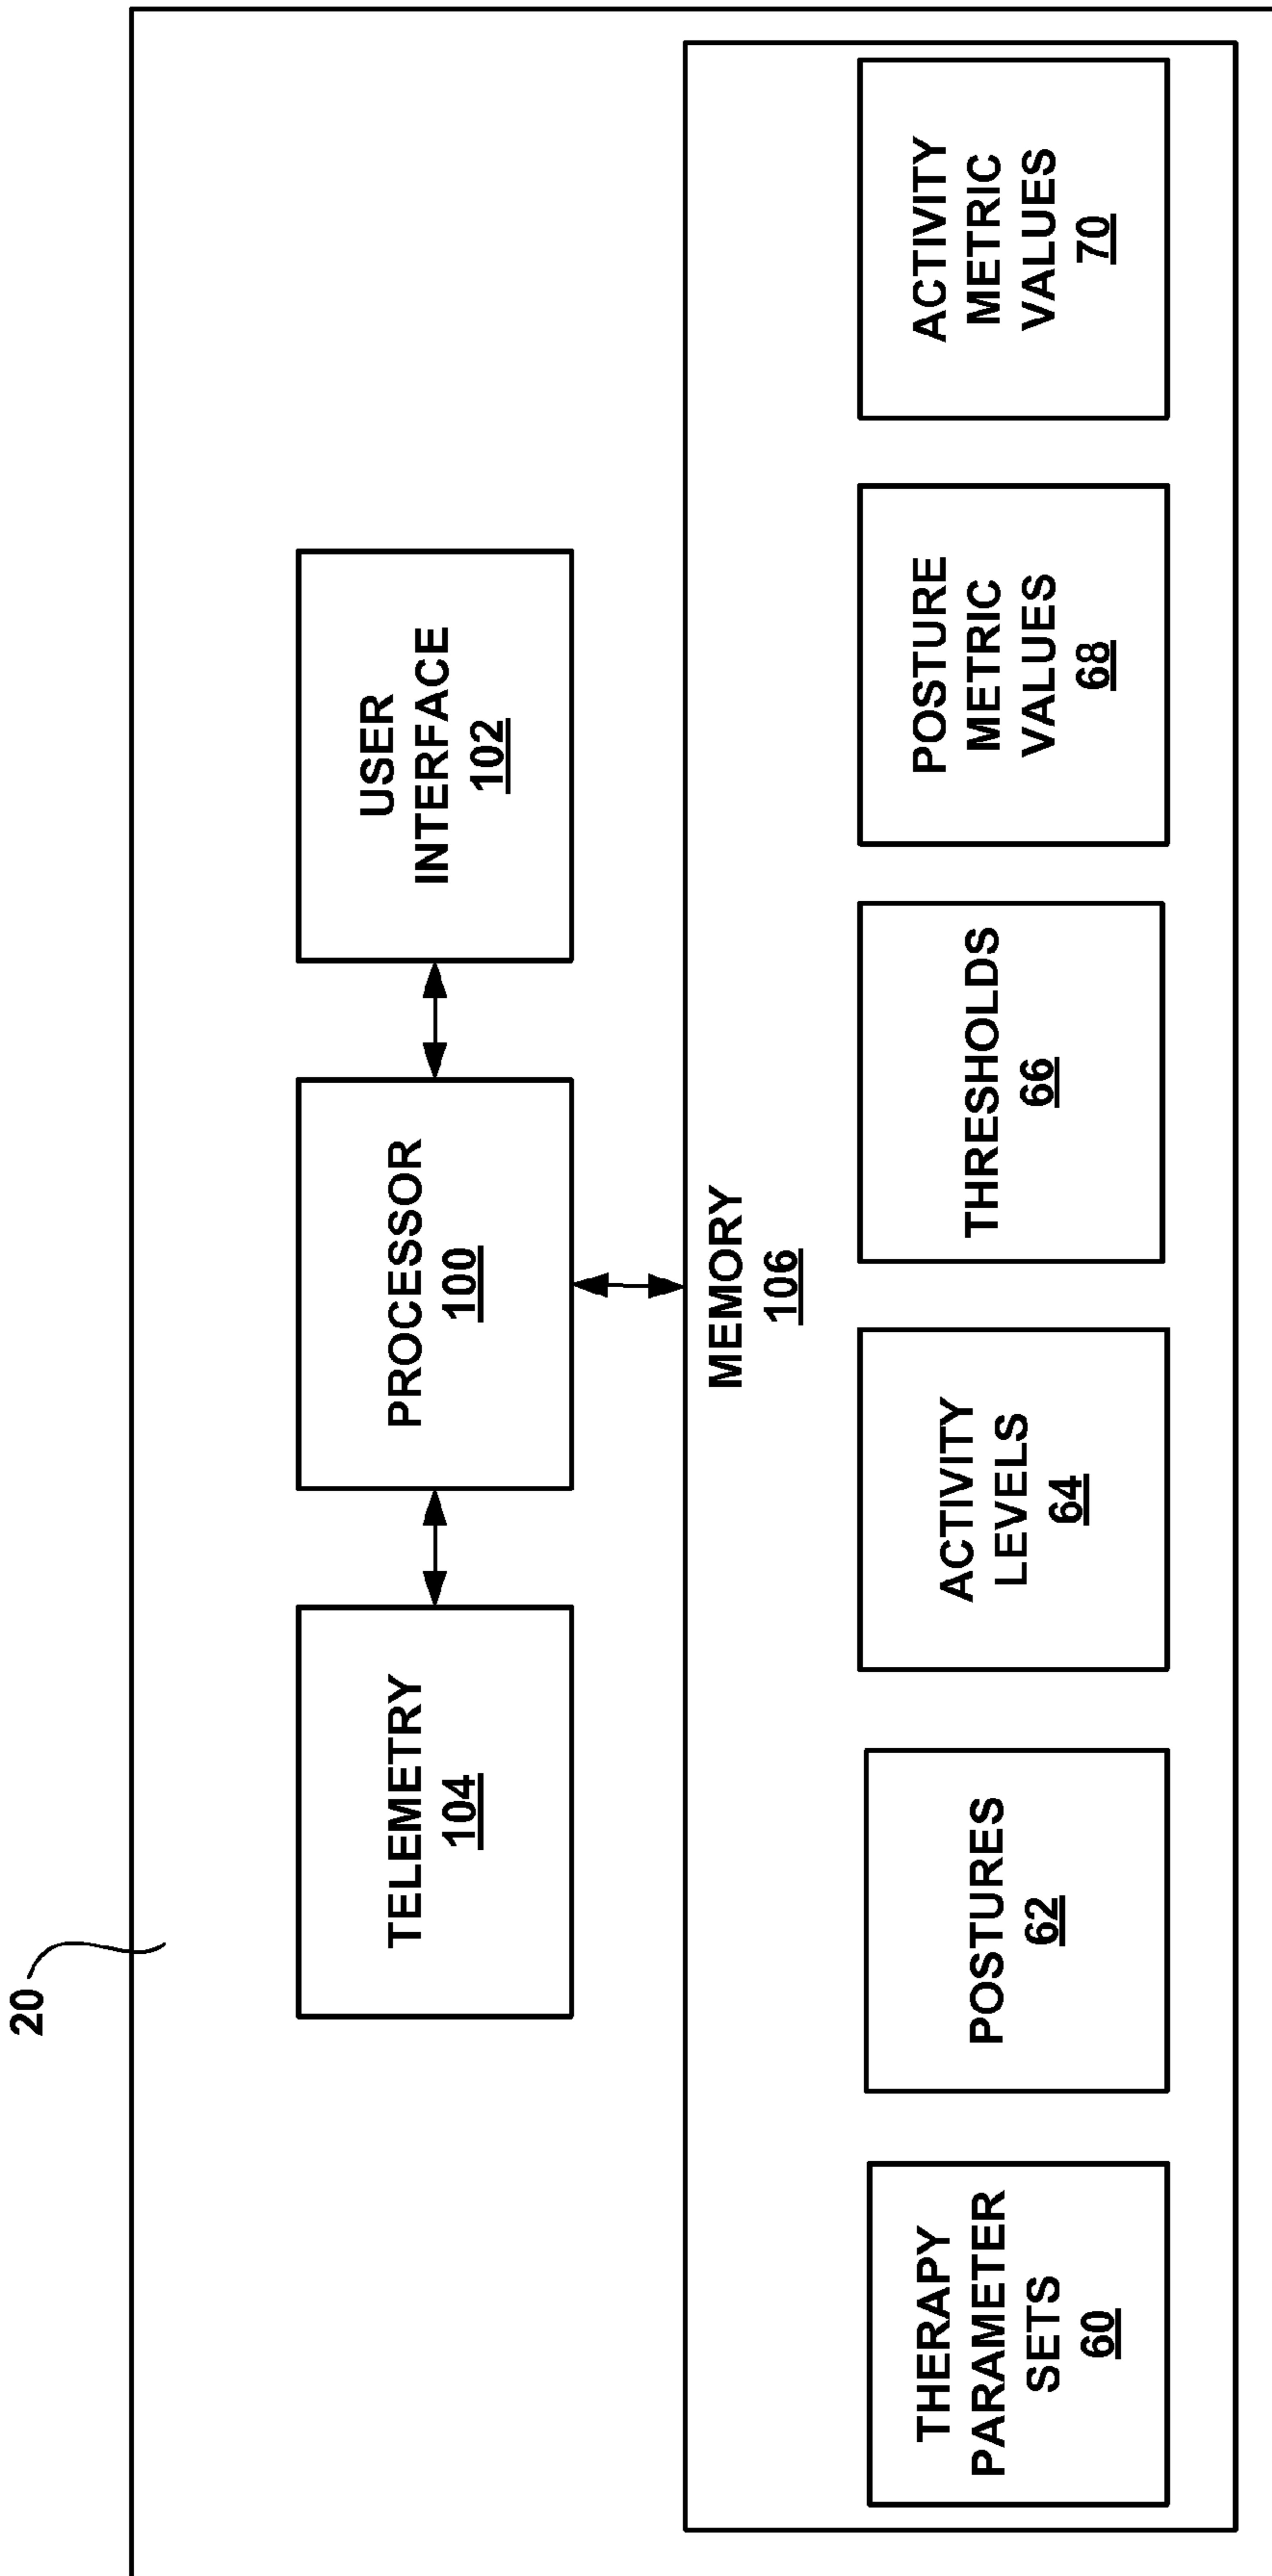 20
TELEMETRY
104
PROCESSOR
100
USER
INTERFACE
102
MEMORY
106
THERAPY
PARAMETER
SETS
60
POSTURES
62
ACTIVITY
LEVELS
64
THRESHOLDS
66
POSTURE
METRIC
VALUES
68
ACTIVITY
METRIC
VALUES
70